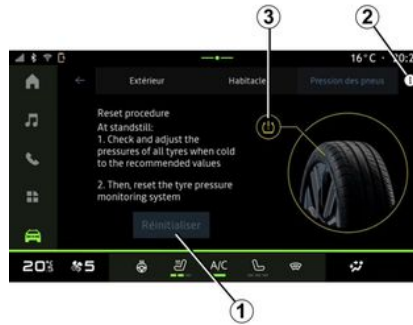 3
2
16°C · 20:2
Extérieur Habitacle Pression des pneus
Reset procedure
At standstill:
1. Check and adjust the
pressures of all tyres when cold
to the recommended values
2. Then, reset the tyre pressure
monitoring system
Réinitialiser
20 5 A/C
1